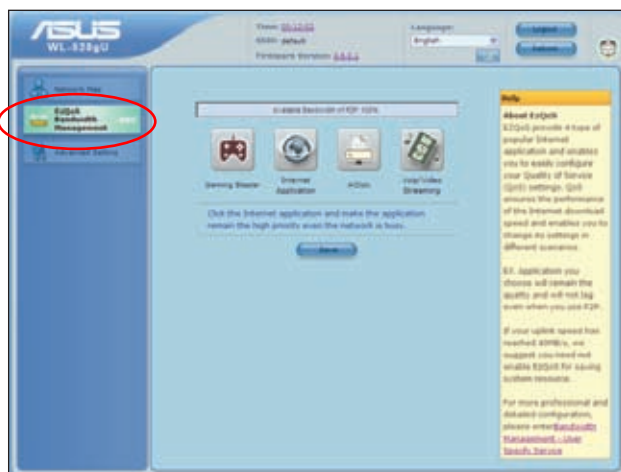 ASUS
WL-520gU
Time:
SSID: default
Firmware Version:
Language:
English
Logout
Reboot
Network Map
EzQoS
Bandwidth
Management
Advanced Setting
Available Bandwidth of P2P: 100%
Gaming Blaster
Internet
Application
AiDisk
Voip/Video
Streaming
Click the Internet application and make the application
remain the high priority even the network is busy.
Save
Help
About EzQoS
EZQoS provide 4 type of
popular Internet
application and enables
you to easily configure
your Quality of Service
(QoS) settings. QoS
ensures the performance
of the Internet download
speed and enables you to
change its settings in
different scenarios.
EX. Application you
choose will remain the
quality and will not lag
even when you use P2P.
If your uplink speed has
reached 40MB/s, we
suggest you need not
enable EZQoS for saving
system resource.
For more professional and
detailed configuration,
please enter Bandwidth
Management - User
Specify Service